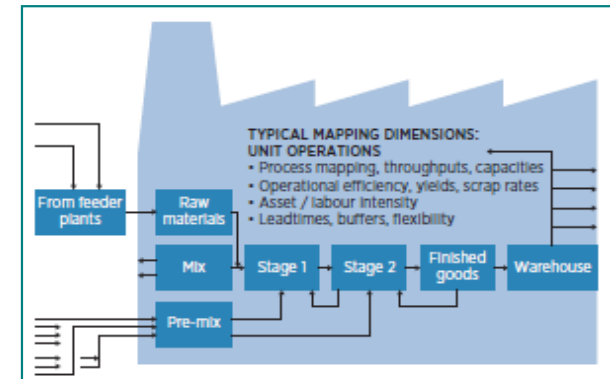 TYPICAL MAPPING DIMENSIONS:
UNIT OPERATIONS
• Process mapping, throughputs, capacities
• Operational efficiency, yields, scrap rates
• Asset / labour intensity
• Leadtimes, buffers, flexibility
From feeder
plants
Raw
materials
Mix
Stage 1
Stage 2
Finished
goods
Warehouse
Pre-mix